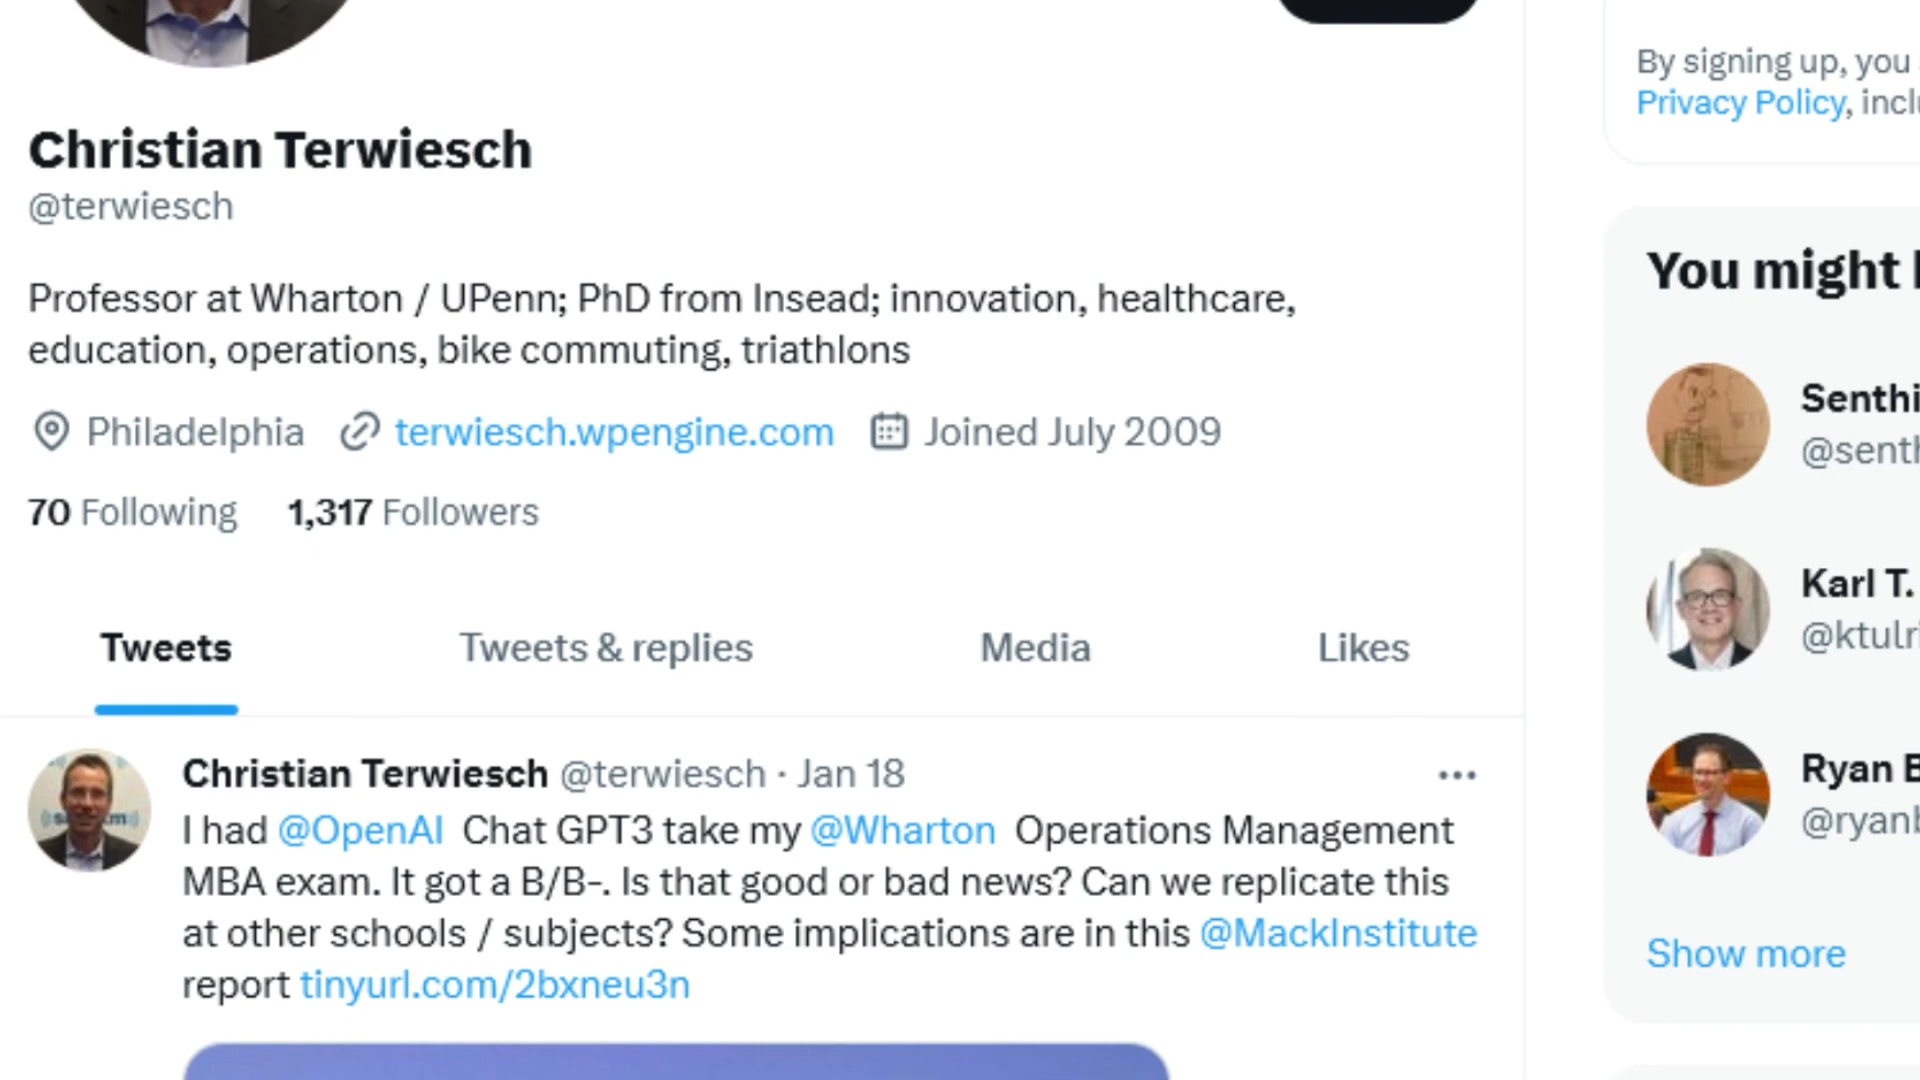 Christian Terwiesch
@terwiesch
Professor at Wharton / UPenn; PhD from Insead; innovation, healthcare,
education, operations, bike commuting, triathlons
Philadelphia terwiesch.wpengine.com Joined July 2009
70 Following 1,317 Followers
Tweets Tweets & replies Media Likes
Christian Terwiesch @terwiesch · Jan 18
I had @OpenAI Chat GPT3 take my @Wharton Operations Management
MBA exam. It got a B/B-. Is that good or bad news? Can we replicate this
at other schools / subjects? Some implications are in this @MackInstitute
report tinyurl.com/2bxneu3n
By signing up, you
Privacy Policy, incl
You might
Senthi
@senth
Karl T.
@ktulr
Ryan B
@ryanb
Show more